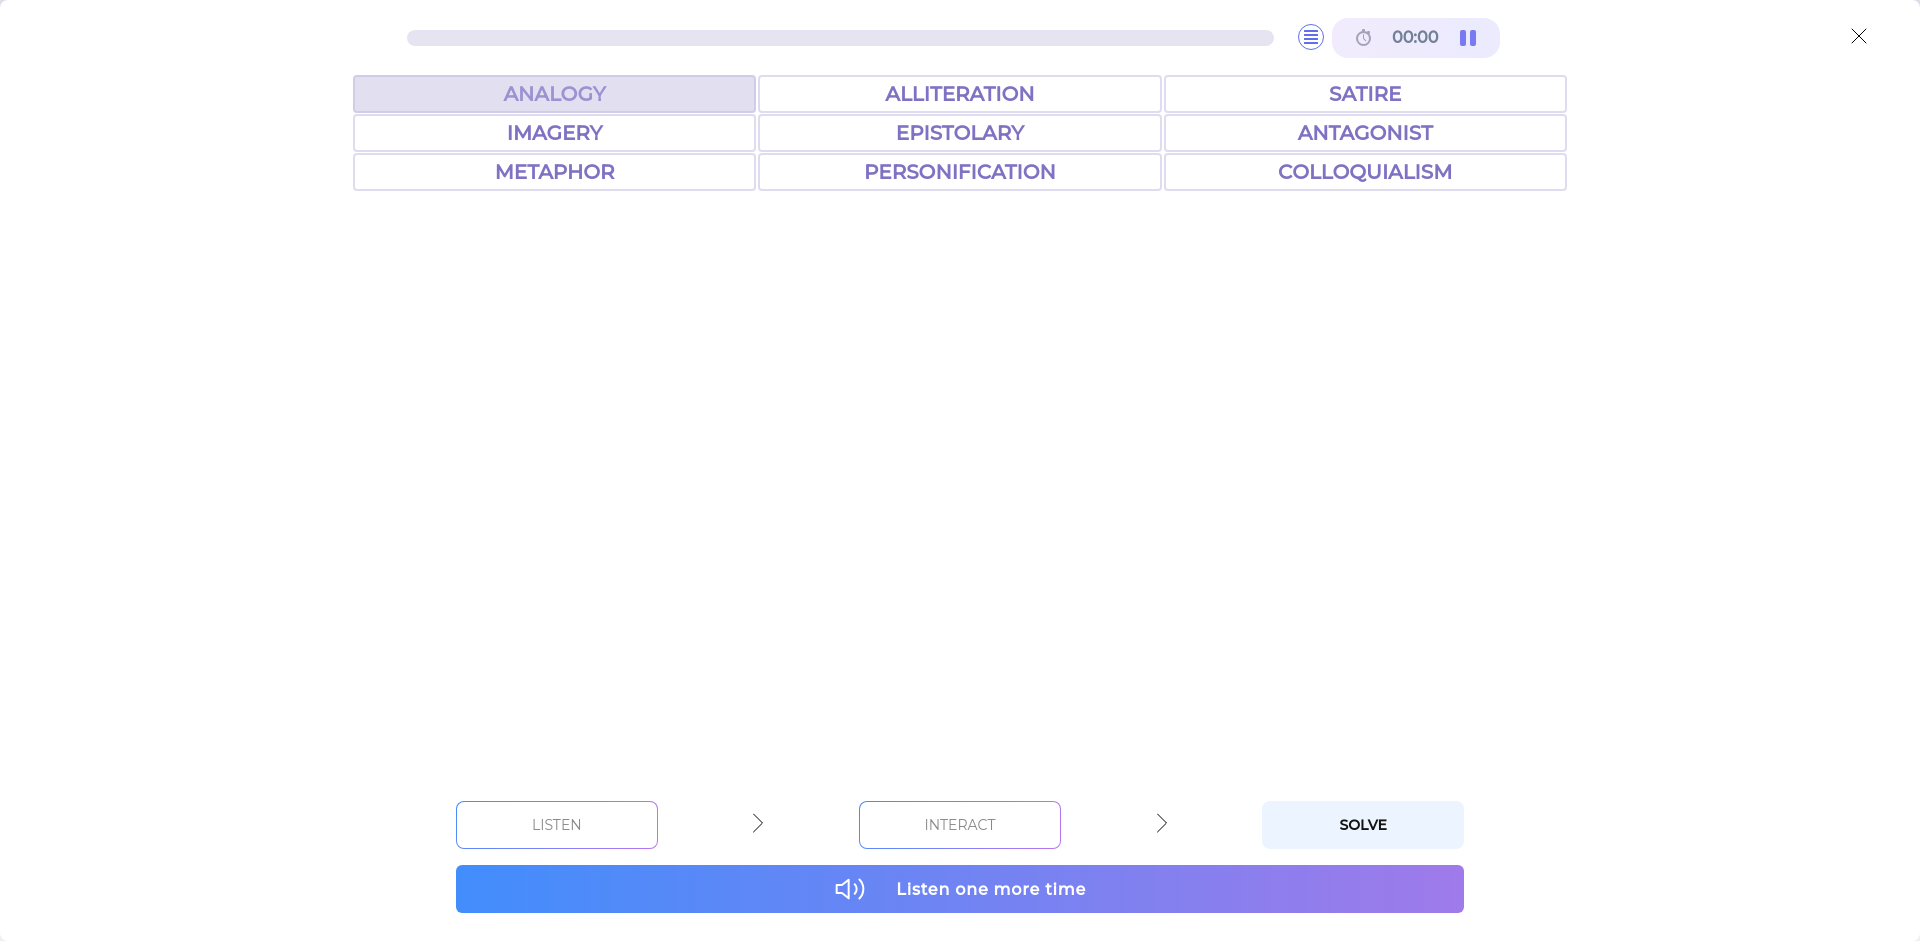 00:00
ANALOGY ALLITERATION SATIRE
IMAGERY EPISTOLARY ANTAGONIST
METAPHOR PERSONIFICATION COLLOQUIALISM
LISTEN INTERACT SOLVE
Listen one more time